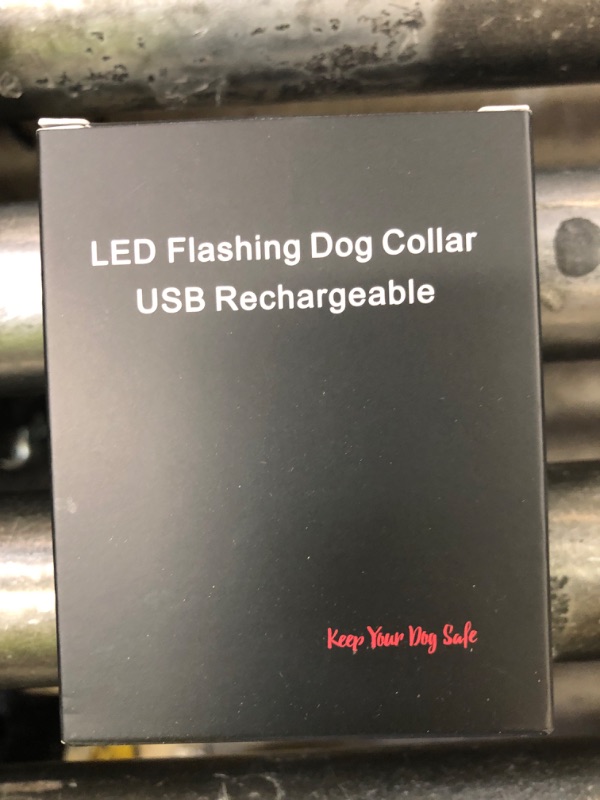 LED Flashing Dog Collar
USB Rechargeable
Keep Your Dog Safe